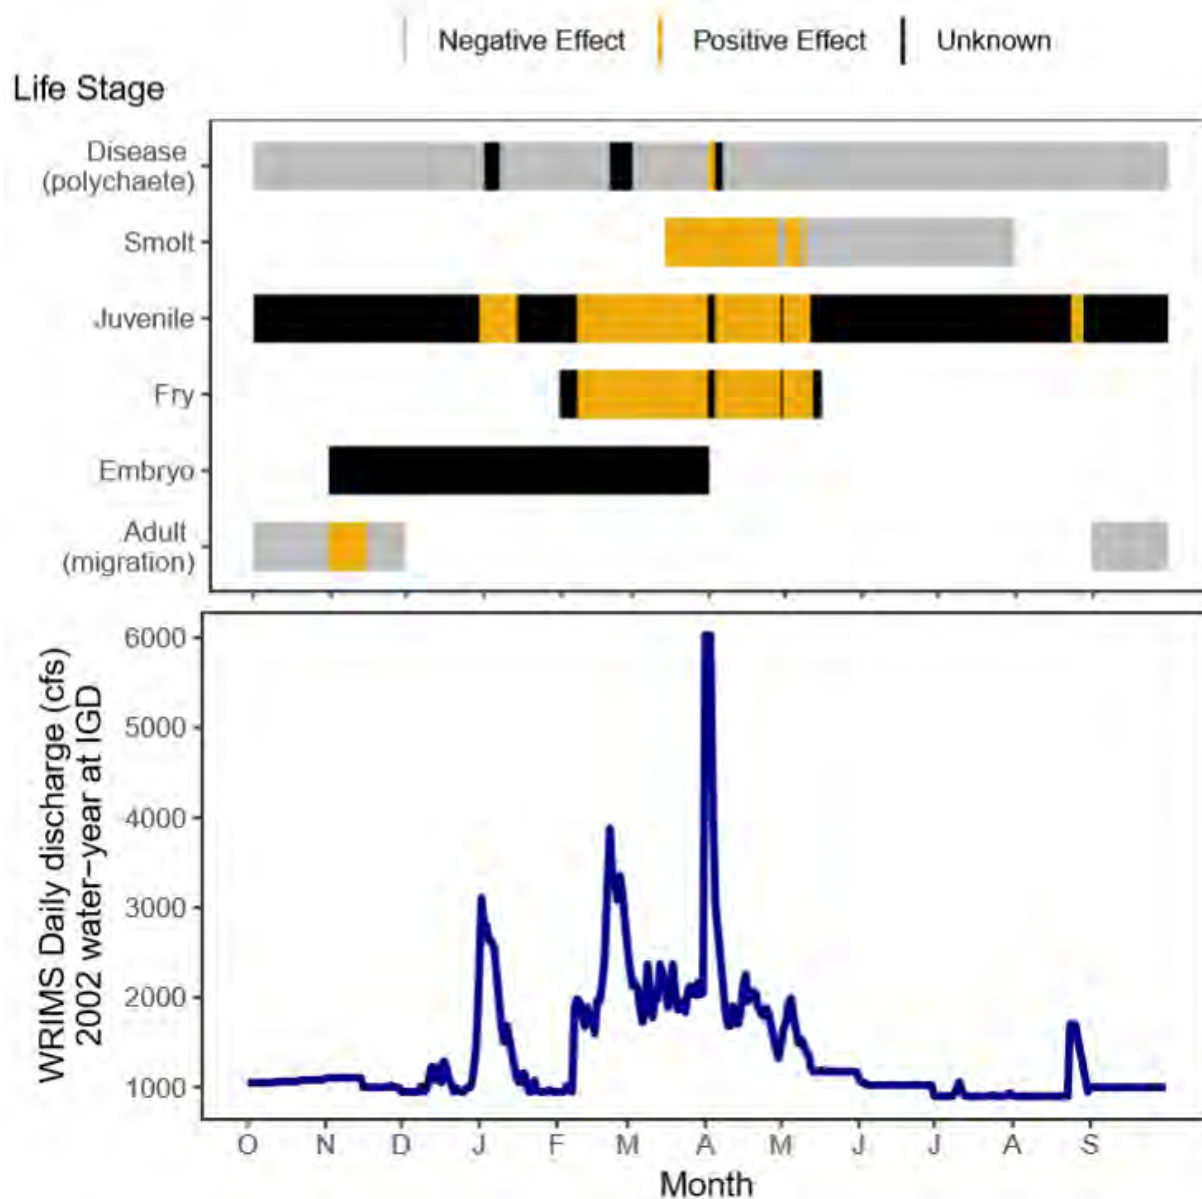 Negative Effect Positive Effect Unknown
Life Stage
Disease
(polychaete)
Smolt
Juvenile
Fry
Embryo
Adult
(migration)
WRIMS Daily discharge (cfs)
2002 water-year at IGD
6000
5000
4000
3000
2000
1000
O N D J F M A M J J A S
Month